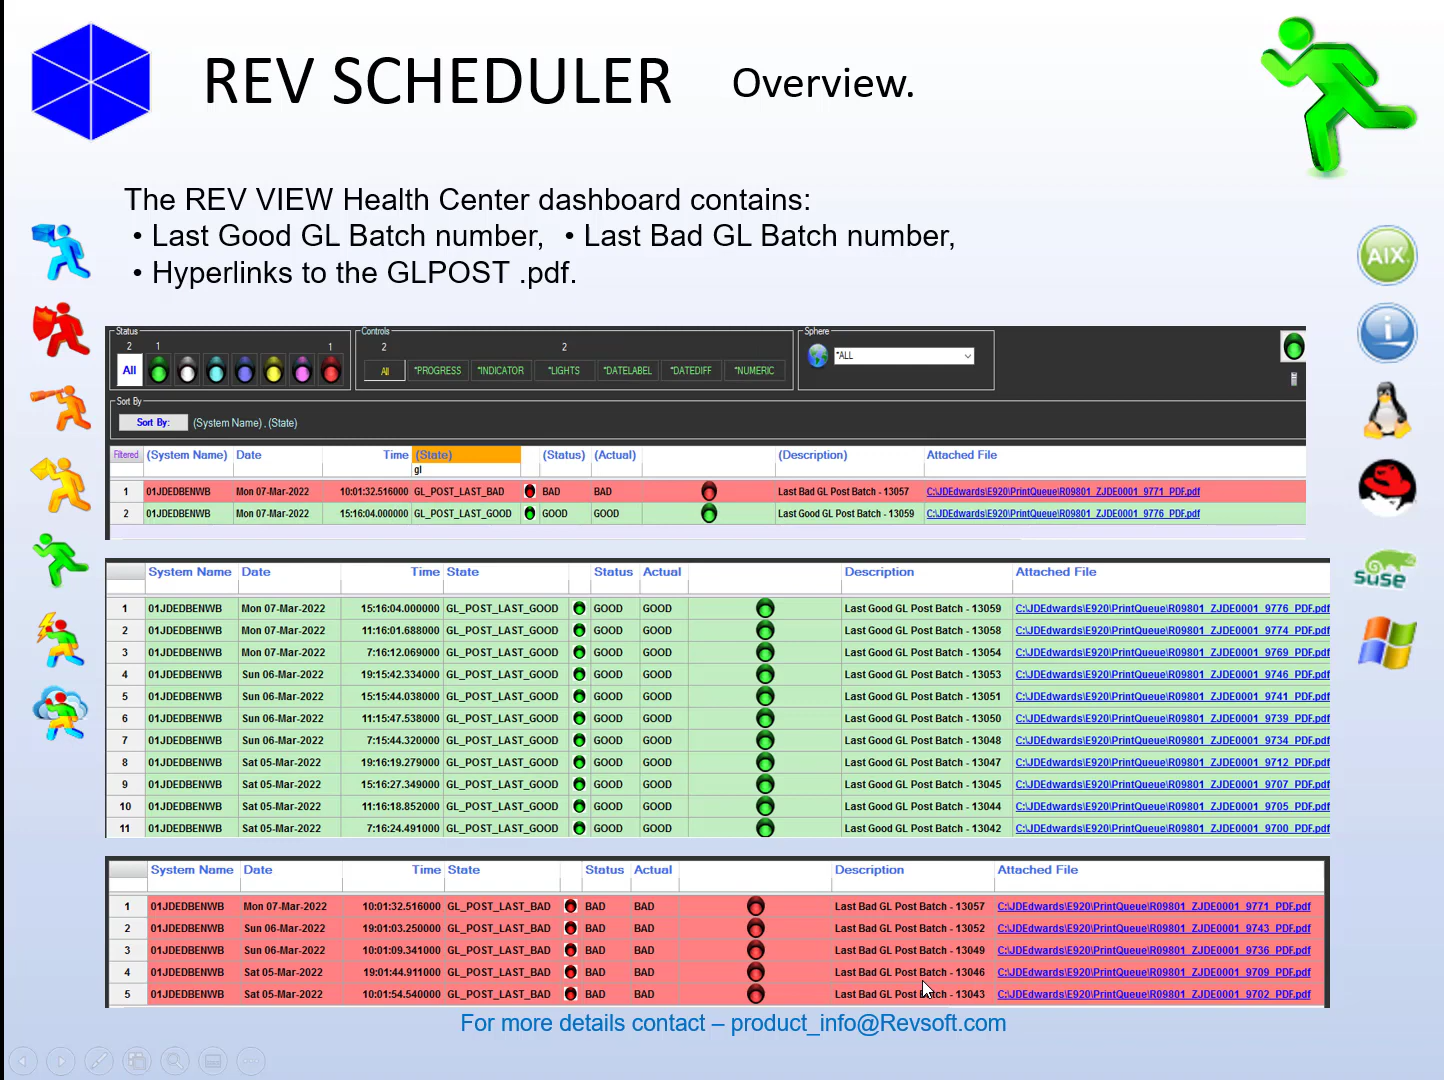 REV SCHEDULER Overview.
The REV VIEW Health Center dashboard contains:
• Last Good GL Batch number, • Last Bad GL Batch number,
• Hyperlinks to the GLPOST .pdf.
AIX
i
SUSE
Status Controls Sphere
2 1 1 2 2
All All *PROGRESS *INDICATOR *LIGHTS *DATELABEL *DATEDIFF *NUMERIC *ALL
Sort By
Sort By: (System Name) , (State)
Filtered (System Name) Date Time (State) (Status) (Actual) (Description) Attached File
gl
1 01JDEDBENWB Mon 07-Mar-2022 10:01:32.516000 GL_POST_LAST_BAD BAD BAD Last Bad GL Post Batch - 13057 C:\JDEdwards\E920\PrintQueue\R09801_ZJDE0001_9771_PDF.pdf
2 01JDEDBENWB Mon 07-Mar-2022 15:16:04.000000 GL_POST_LAST_GOOD GOOD GOOD Last Good GL Post Batch - 13059 C:\JDEdwards\E920\PrintQueue\R09801_ZJDE0001_9776_PDF.pdf
System Name Date Time State Status Actual Description Attached File
1 01JDEDBENWB Mon 07-Mar-2022 15:16:04.000000 GL_POST_LAST_GOOD GOOD GOOD Last Good GL Post Batch - 13059 C:\JDEdwards\E920\PrintQueue\R09801_ZJDE0001_9776_PDF.pdf
2 01JDEDBENWB Mon 07-Mar-2022 11:16:01.688000 GL_POST_LAST_GOOD GOOD GOOD Last Good GL Post Batch - 13058 C:\JDEdwards\E920\PrintQueue\R09801_ZJDE0001_9774_PDF.pdf
3 01JDEDBENWB Mon 07-Mar-2022 7:16:12.069000 GL_POST_LAST_GOOD GOOD GOOD Last Good GL Post Batch - 13054 C:\JDEdwards\E920\PrintQueue\R09801_ZJDE0001_9769_PDF.pdf
4 01JDEDBENWB Sun 06-Mar-2022 19:15:42.334000 GL_POST_LAST_GOOD GOOD GOOD Last Good GL Post Batch - 13053 C:\JDEdwards\E920\PrintQueue\R09801_ZJDE0001_9746_PDF.pdf
5 01JDEDBENWB Sun 06-Mar-2022 15:15:44.038000 GL_POST_LAST_GOOD GOOD GOOD Last Good GL Post Batch - 13051 C:\JDEdwards\E920\PrintQueue\R09801_ZJDE0001_9741_PDF.pdf
6 01JDEDBENWB Sun 06-Mar-2022 11:15:47.538000 GL_POST_LAST_GOOD GOOD GOOD Last Good GL Post Batch - 13050 C:\JDEdwards\E920\PrintQueue\R09801_ZJDE0001_9739_PDF.pdf
7 01JDEDBENWB Sun 06-Mar-2022 7:15:44.320000 GL_POST_LAST_GOOD GOOD GOOD Last Good GL Post Batch - 13048 C:\JDEdwards\E920\PrintQueue\R09801_ZJDE0001_9734_PDF.pdf
8 01JDEDBENWB Sat 05-Mar-2022 19:16:19.279000 GL_POST_LAST_GOOD GOOD GOOD Last Good GL Post Batch - 13047 C:\JDEdwards\E920\PrintQueue\R09801_ZJDE0001_9712_PDF.pdf
9 01JDEDBENWB Sat 05-Mar-2022 15:16:27.349000 GL_POST_LAST_GOOD GOOD GOOD Last Good GL Post Batch - 13045 C:\JDEdwards\E920\PrintQueue\R09801_ZJDE0001_9707_PDF.pdf
10 01JDEDBENWB Sat 05-Mar-2022 11:16:18.852000 GL_POST_LAST_GOOD GOOD GOOD Last Good GL Post Batch - 13044 C:\JDEdwards\E920\PrintQueue\R09801_ZJDE0001_9705_PDF.pdf
11 01JDEDBENWB Sat 05-Mar-2022 7:16:24.491000 GL_POST_LAST_GOOD GOOD GOOD Last Good GL Post Batch - 13042 C:\JDEdwards\E920\PrintQueue\R09801_ZJDE0001_9700_PDF.pdf
System Name Date Time State Status Actual Description Attached File
1 01JDEDBENWB Mon 07-Mar-2022 10:01:32.516000 GL_POST_LAST_BAD BAD BAD Last Bad GL Post Batch - 13057 C:\JDEdwards\E920\PrintQueue\R09801_ZJDE0001_9771_PDF.pdf
2 01JDEDBENWB Sun 06-Mar-2022 19:01:03.250000 GL_POST_LAST_BAD BAD BAD Last Bad GL Post Batch - 13052 C:\JDEdwards\E920\PrintQueue\R09801_ZJDE0001_9743_PDF.pdf
3 01JDEDBENWB Sun 06-Mar-2022 10:01:09.341000 GL_POST_LAST_BAD BAD BAD Last Bad GL Post Batch - 13049 C:\JDEdwards\E920\PrintQueue\R09801_ZJDE0001_9736_PDF.pdf
4 01JDEDBENWB Sat 05-Mar-2022 19:01:44.911000 GL_POST_LAST_BAD BAD BAD Last Bad GL Post Batch - 13046 C:\JDEdwards\E920\PrintQueue\R09801_ZJDE0001_9709_PDF.pdf
5 01JDEDBENWB Sat 05-Mar-2022 10:01:54.540000 GL_POST_LAST_BAD BAD BAD Last Bad GL Post Batch - 13043 C:\JDEdwards\E920\PrintQueue\R09801_ZJDE0001_9702_PDF.pdf
For more details contact – product_info@Revsoft.com